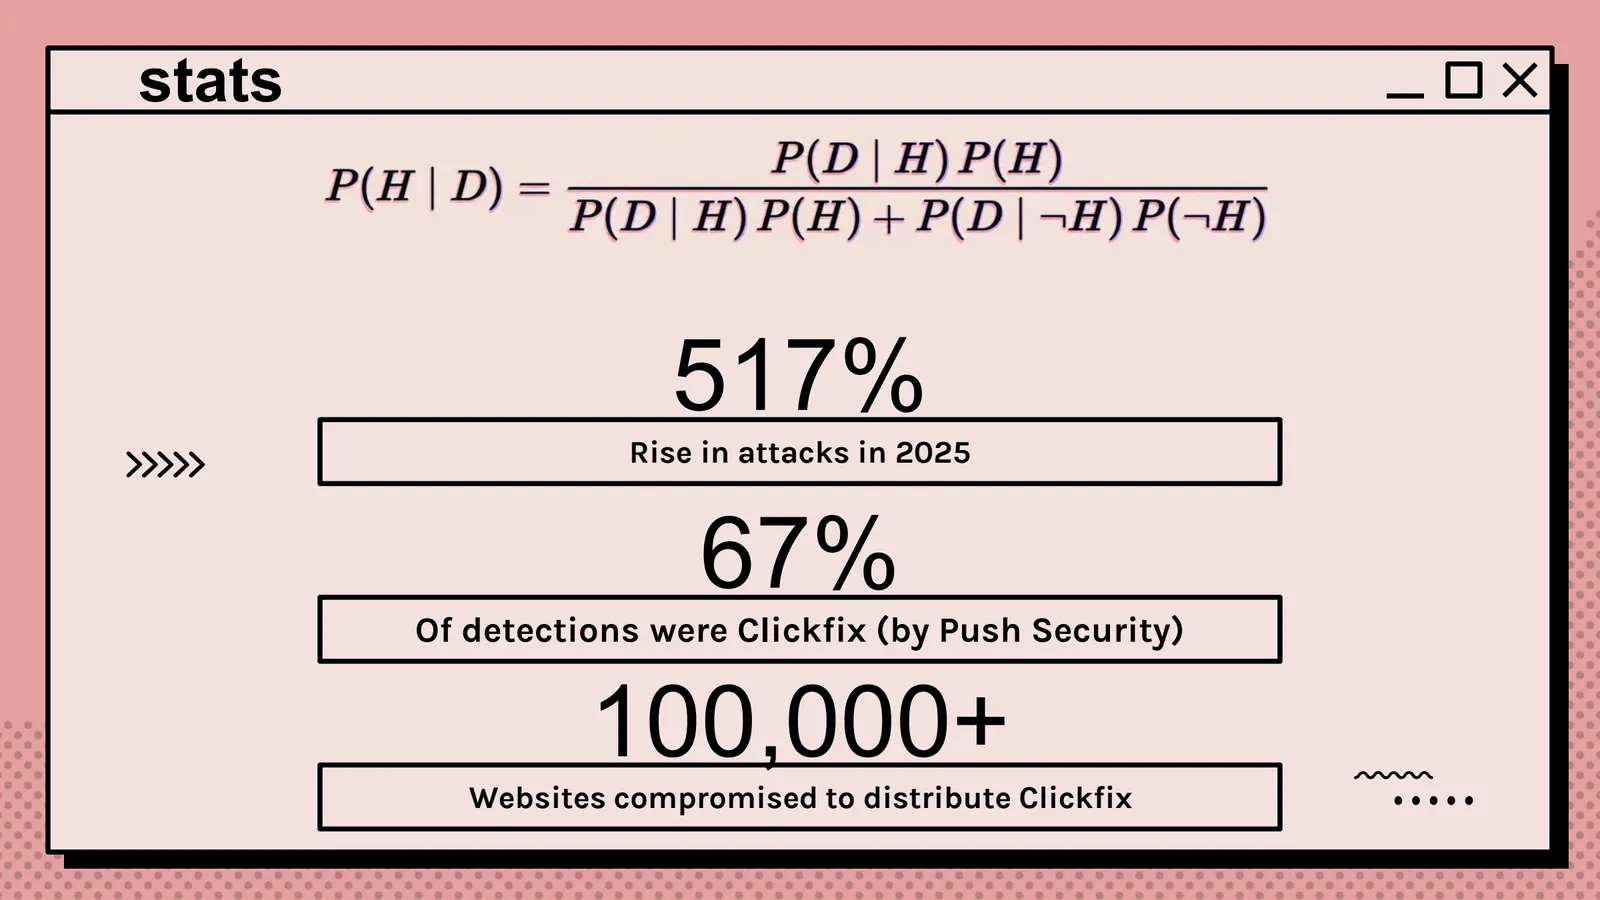 stats
P(H | D) = P(D | H) P(H) / P(D | H) P(H) + P(D | ¬H) P(¬H)
517%
Rise in attacks in 2025
67%
Of detections were Clickfix (by Push Security)
100,000+
Websites compromised to distribute Clickfix